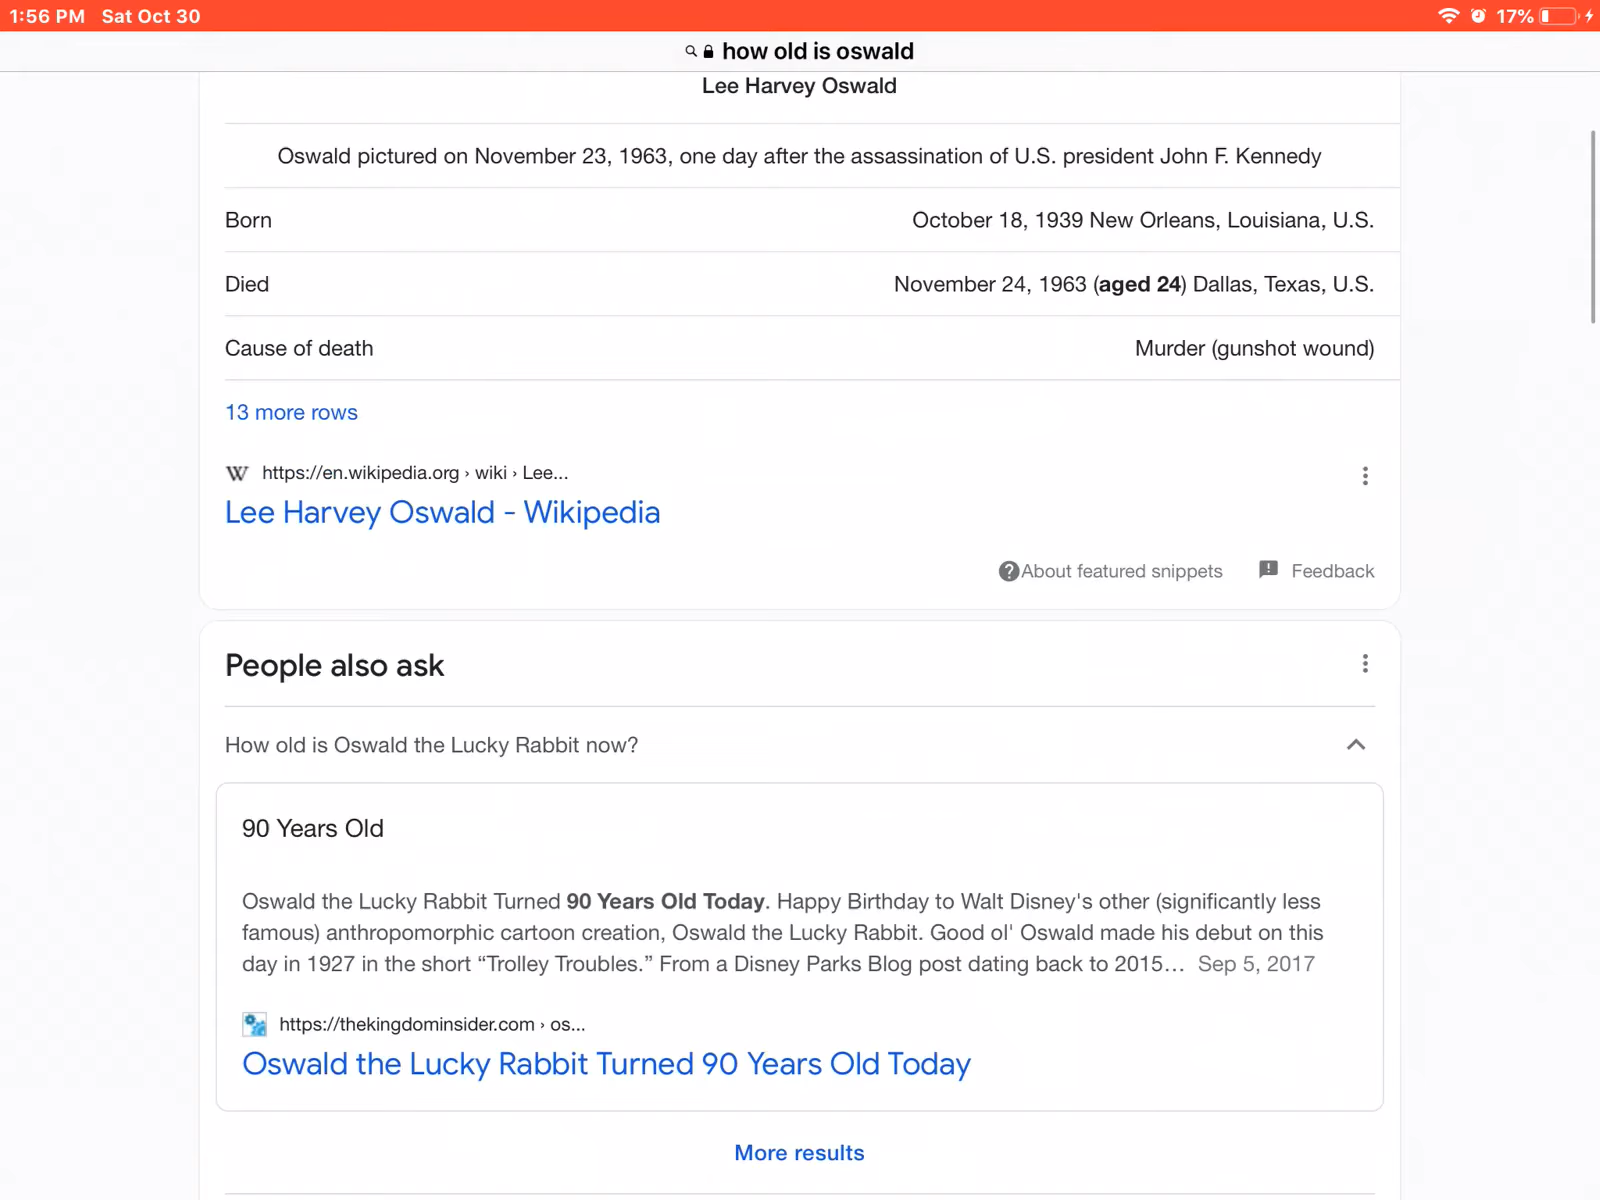 1:56 PM Sat Oct 30
17%
how old is oswald
Lee Harvey Oswald
Oswald pictured on November 23, 1963, one day after the assassination of U.S. president John F. Kennedy
Born October 18, 1939 New Orleans, Louisiana, U.S.
Died November 24, 1963 (aged 24) Dallas, Texas, U.S.
Cause of death Murder (gunshot wound)
13 more rows
W https://en.wikipedia.org › wiki › Lee...
Lee Harvey Oswald - Wikipedia
About featured snippets Feedback
People also ask
How old is Oswald the Lucky Rabbit now?
90 Years Old
Oswald the Lucky Rabbit Turned 90 Years Old Today. Happy Birthday to Walt Disney's other (significantly less
famous) anthropomorphic cartoon creation, Oswald the Lucky Rabbit. Good ol' Oswald made his debut on this
day in 1927 in the short “Trolley Troubles.” From a Disney Parks Blog post dating back to 2015... Sep 5, 2017
https://thekingdominsider.com › os...
Oswald the Lucky Rabbit Turned 90 Years Old Today
More results